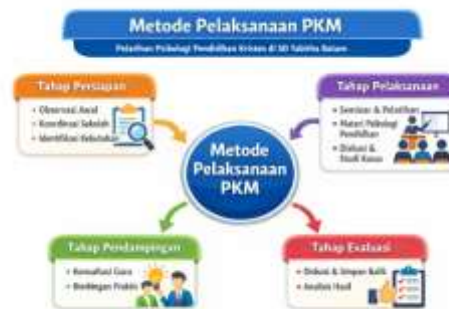 Metode Pelaksanaan PKM
Pelatihan Psikologi Pendidikan Kristen di SD Tabitha Batam
Tahap Persiapan
Observasi Awal
Koordinasi Sekolah
Identifikasi Kebutuhan
Tahap Pelaksanaan
Seminar & Pelatihan
Materi Psikologi
Pendidikan
Diskusi &
Studi Kasus
Metode
Pelaksanaan
PKM
Tahap Pendampingan
Konsultasi Guru
Bimbingan Praktis
Tahap Evaluasi
Diskusi & Umpan Balik
Analisis Hasil